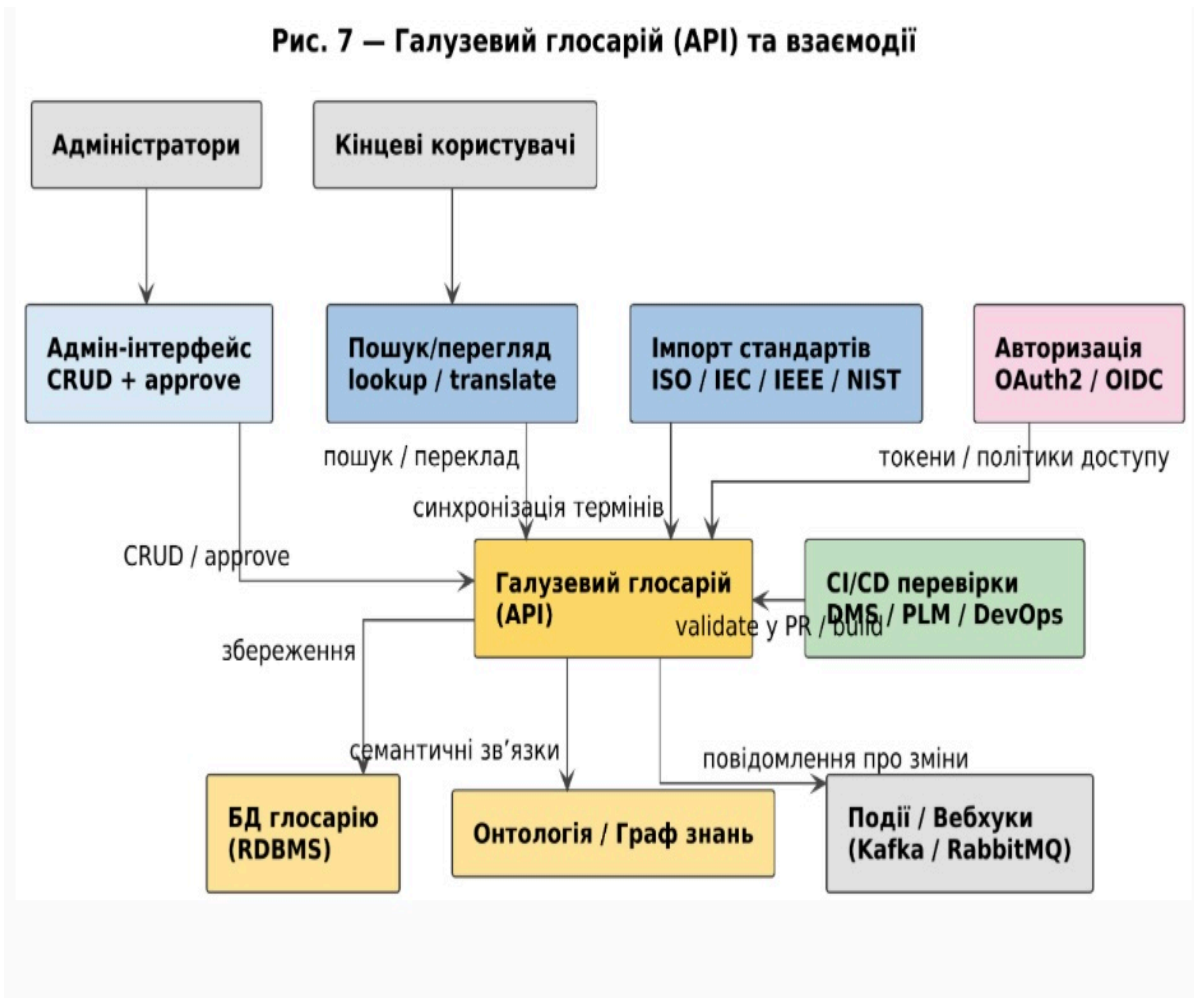 Рис. 7 — Галузевий глосарій (API) та взаємодії
Адміністратори
Кінцеві користувачі
Адмін-інтерфейс
CRUD + approve
Пошук/перегляд
lookup / translate
Імпорт стандартів
ISO / IEC / IEEE / NIST
Авторизація
OAuth2 / OIDC
пошук / переклад
токени / політики доступу
синхронізація термінів
CRUD / approve
Галузевий глосарій
(API)
CI/CD перевірки
DMS / PLM / DevOps
validate у PR / build
збереження
семантичні зв’язки
повідомлення про зміни
БД глосарію
(RDBMS)
Онтологія / Граф знань
Події / Вебхуки
(Kafka / RabbitMQ)